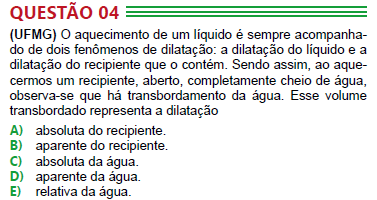 QUESTÃO 04
(UFMG) O aquecimento de um líquido é sempre acompanha-
do de dois fenômenos de dilatação: a dilatação do líquido e a
dilatação do recipiente que o contém. Sendo assim, ao aque-
cermos um recipiente, aberto, completamente cheio de água,
observa-se que há transbordamento da água. Esse volume
transbordado representa a dilatação
A) absoluta do recipiente.
B) aparente do recipiente.
C) absoluta da água.
D) aparente da água.
E) relativa da água.